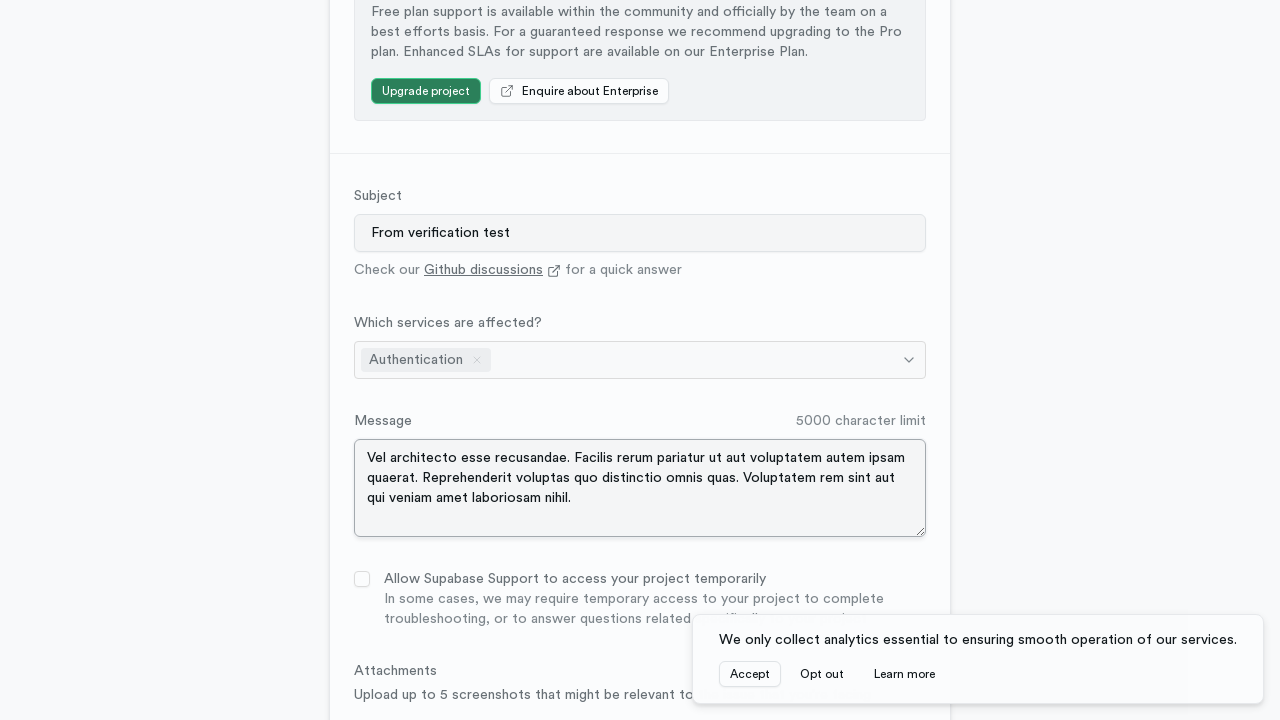 Free plan support is available within the community and officially by the team on a
best efforts basis. For a guaranteed response we recommend upgrading to the Pro
plan. Enhanced SLAs for support are available on our Enterprise Plan.
Upgrade project
Enquire about Enterprise
Subject
From verification test
Check our Github discussions for a quick answer
Which services are affected?
Authentication
Message
5000 character limit
Vel architecto esse recusandae. Facilis rerum pariatur ut aut voluptatem autem ipsam
quaerat. Reprehenderit voluptas quo distinctio omnis quas. Voluptatem rem sint aut
qui veniam amet laboriosam nihil.
Allow Supabase Support to access your project temporarily
In some cases, we may require temporary access to your project to complete
troubleshooting, or to answer questions related
Attachments
Upload up to 5 screenshots that might be relevant to
We only collect analytics essential to ensuring smooth operation of our services.
Accept
Opt out
Learn more